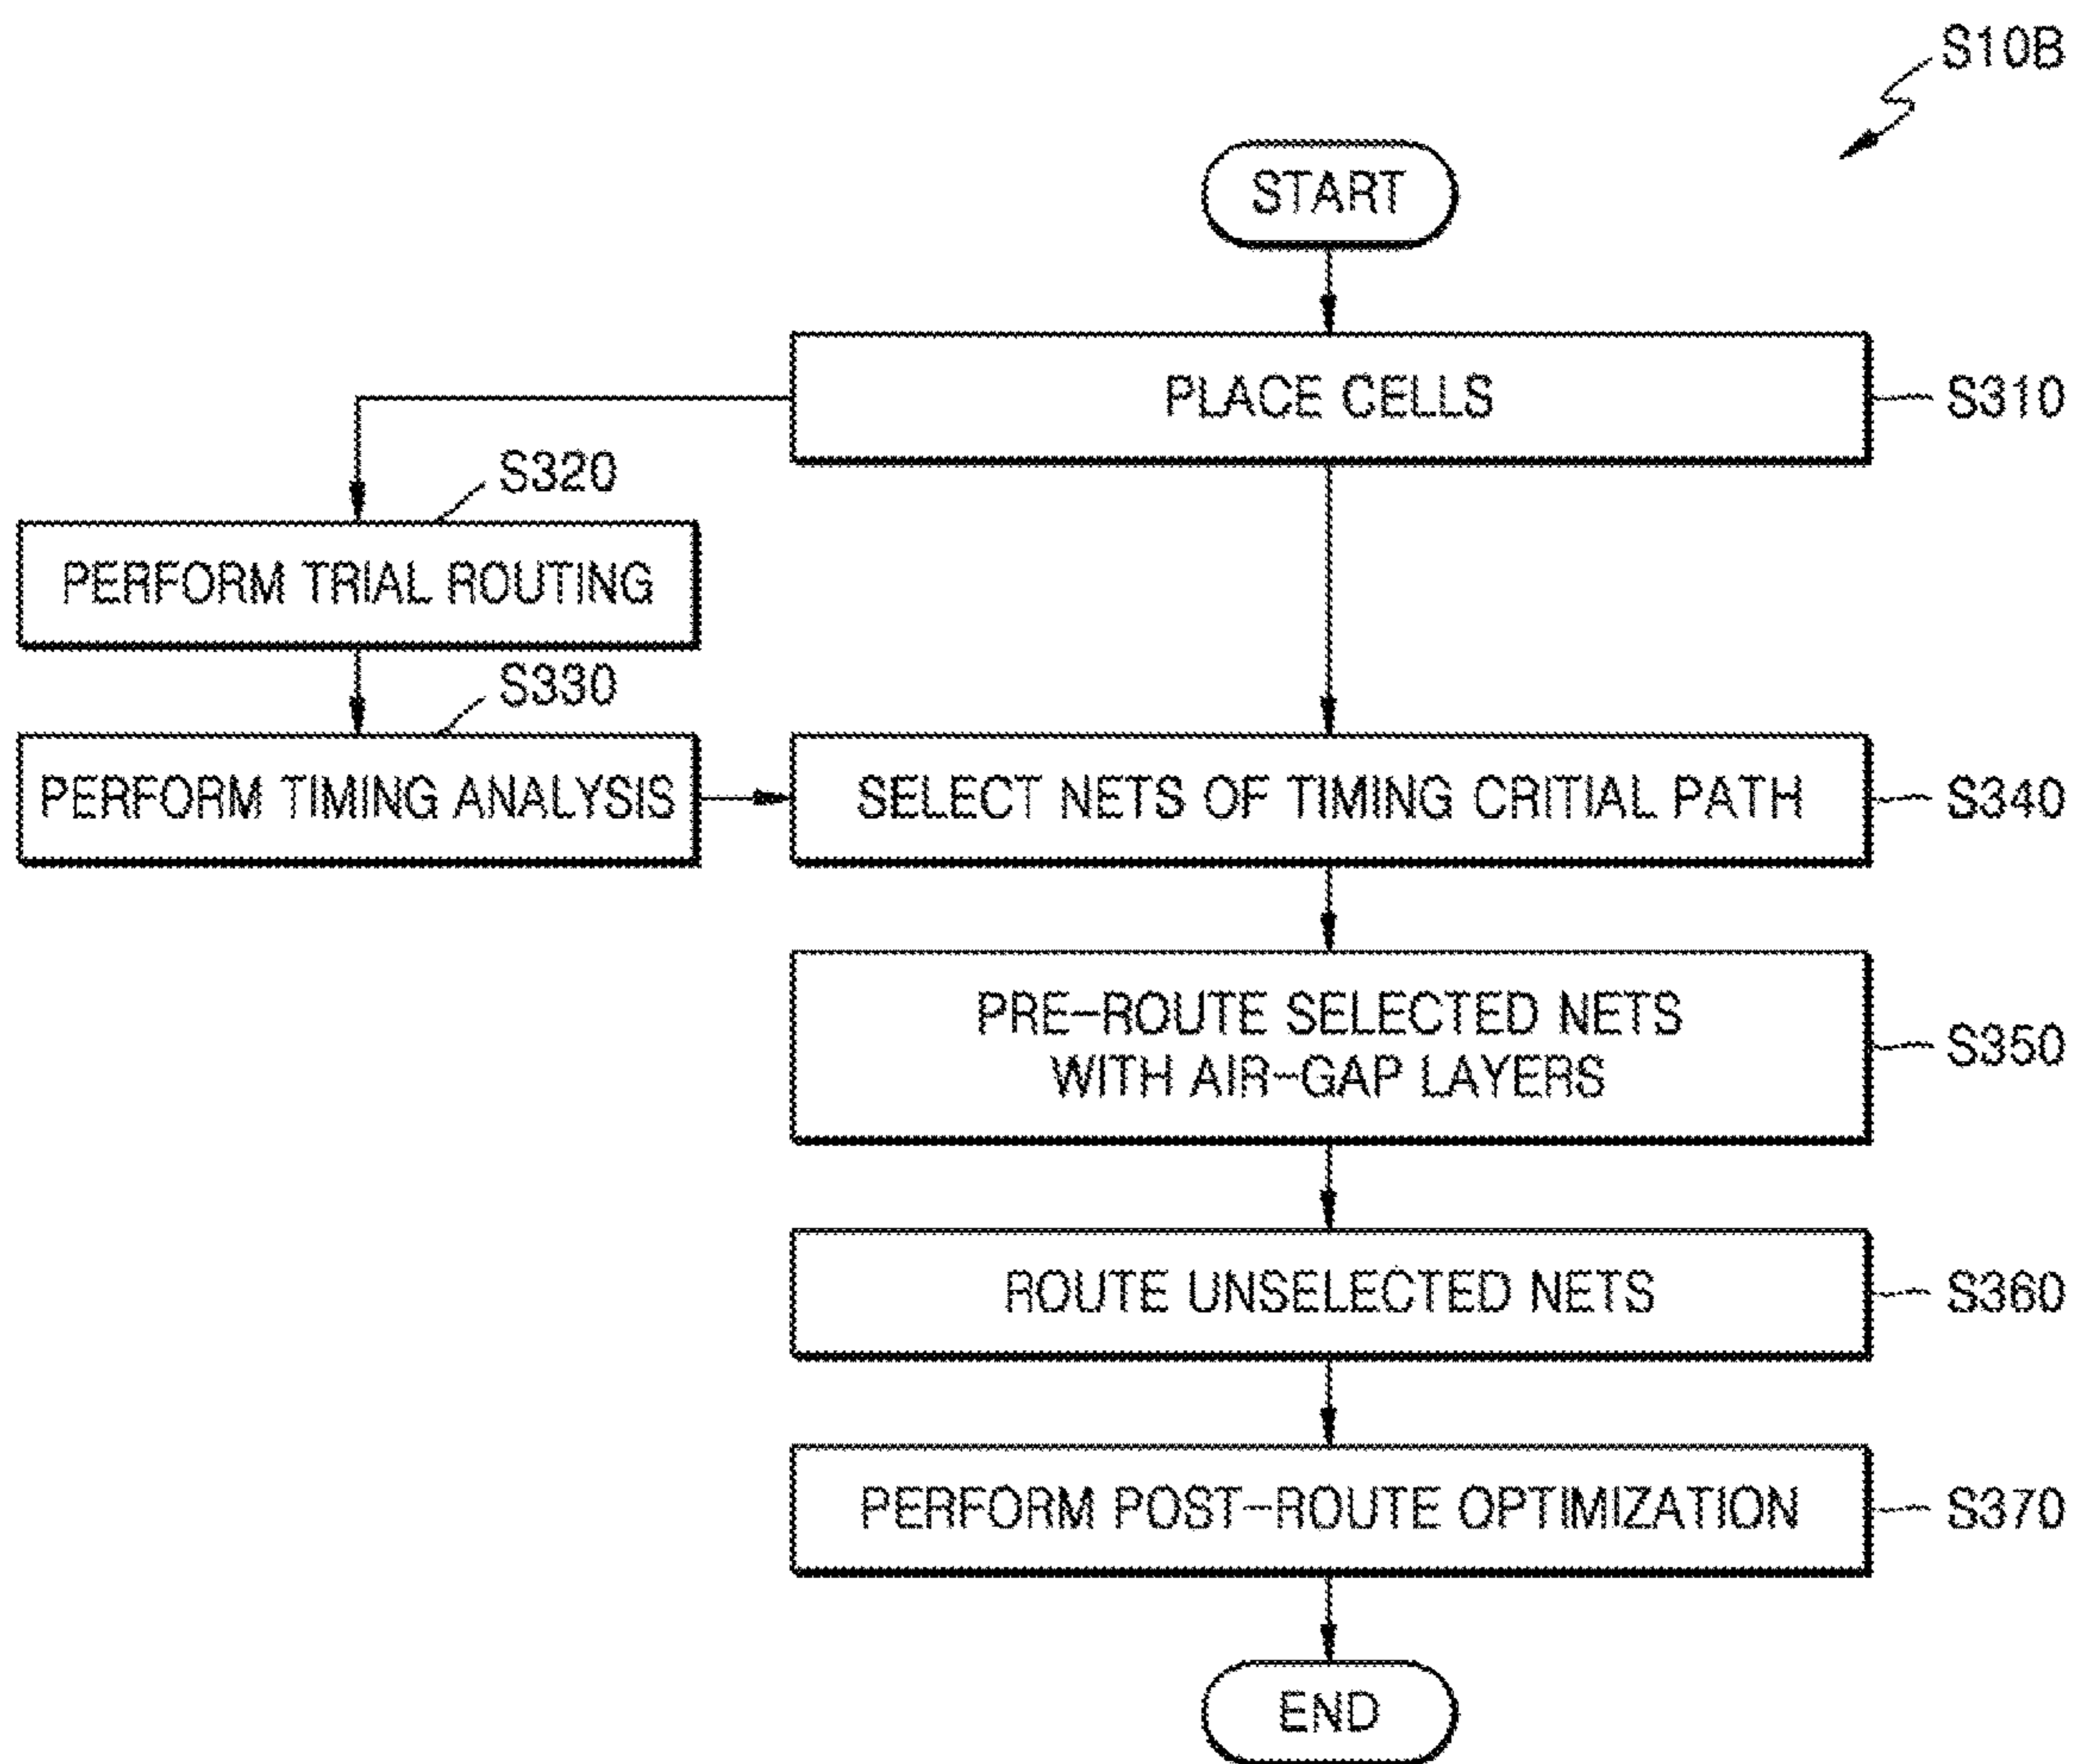 S10B
START
PLACE CELLS
S310
S320
PERFORM TRIAL ROUTING
S330
PERFORM TIMING ANALYSIS
SELECT NETS OF TIMING CRITIAL PATH
S340
PRE-ROUTE SELECTED NETS
WITH AIR-GAP LAYERS
S350
ROUTE UNSELECTED NETS
S360
PERFORM POST-ROUTE OPTIMIZATION
S370
END